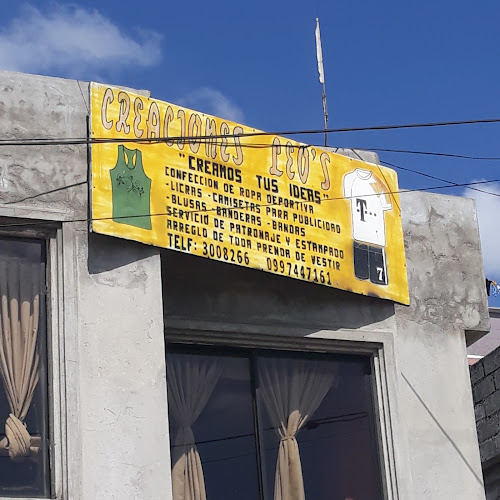 CREACIONES LEO'S
"CREAMOS TUS IDEAS"
CONFECCION DE ROPA DEPORTIVA
-LICRAS -CAMISETAS PARA PUBLICIDAD
-BLUSAS -BANDERAS -BANDAS
SERVICIO DE PATRONAJE Y ESTAMPADO
ARREGLO DE TODA PRENDA DE VESTIR
TELF: 3008266 0997447161
T
7